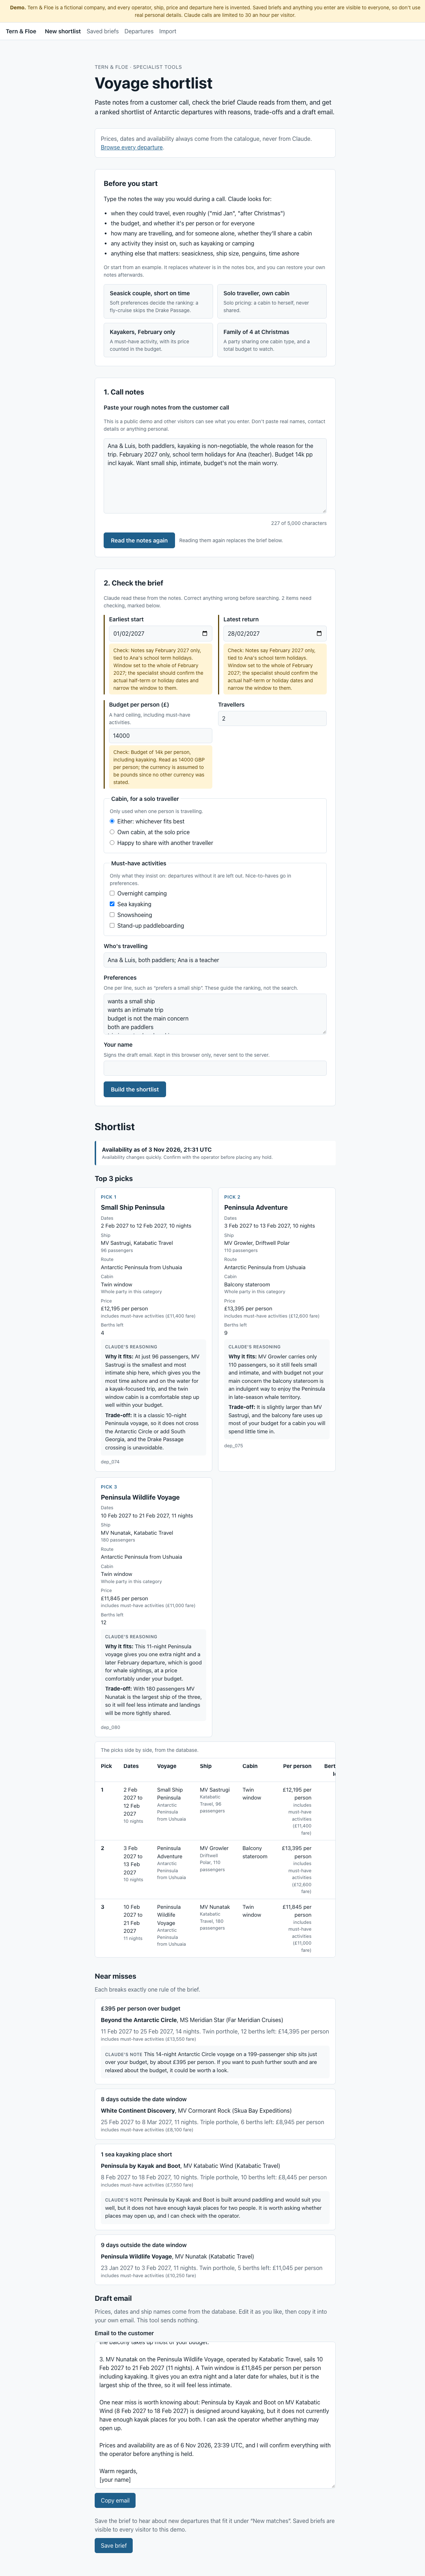 Demo. Tern & Floe is a fictional company, and every operator, ship, price and departure here is invented. Saved briefs and anything you enter are visible to everyone, so don't use
real personal details. Claude calls are limited to 30 an hour per visitor.
Tern & Floe New shortlist Saved briefs Departures Import
TERN & FLOE · SPECIALIST TOOLS
Voyage shortlist
Paste notes from a customer call, check the brief Claude reads from them, and get
a ranked shortlist of Antarctic departures with reasons, trade-offs and a draft email.
Prices, dates and availability always come from the catalogue, never from Claude.
Browse every departure.
Before you start
Type the notes the way you would during a call. Claude looks for:
• when they could travel, even roughly ("mid Jan", "after Christmas")
• the budget, and whether it's per person or for everyone
• how many are travelling, and for someone alone, whether they'll share a cabin
• any activity they insist on, such as kayaking or camping
• anything else that matters: seasickness, ship size, penguins, time ashore
Or start from an example. It replaces whatever is in the notes box, and you can restore your own
notes afterwards.
Seasick couple, short on time
Soft preferences decide the ranking: a
fly-cruise skips the Drake Passage.
Solo traveller, own cabin
Solo pricing: a cabin to herself, never
shared.
Kayakers, February only
A must-have activity, with its price
counted in the budget.
Family of 4 at Christmas
A party sharing one cabin type, and a
total budget to watch.
1. Call notes
Paste your rough notes from the customer call
This is a public demo and other visitors can see what you enter. Don't paste real names, contact
details or anything personal.
Ana & Luis, both paddlers, kayaking is non-negotiable, the whole reason for the
trip. February 2027 only, school term holidays for Ana (teacher). Budget 14k pp
incl kayak. Want small ship, intimate, budget's not the main worry.
227 of 5,000 characters
Read the notes again Reading them again replaces the brief below.
2. Check the brief
Claude read these from the notes. Correct anything wrong before searching. 2 items need
checking, marked below.
Earliest start
01/02/2027
Check: Notes say February 2027 only,
tied to Ana's school term holidays.
Window set to the whole of February
2027; the specialist should confirm the
actual half-term or holiday dates and
narrow the window to them.
Latest return
28/02/2027
Check: Notes say February 2027 only,
tied to Ana's school term holidays.
Window set to the whole of February
2027; the specialist should confirm the
actual half-term or holiday dates and
narrow the window to them.
Budget per person (£)
A hard ceiling, including must-have
activities.
14000
Check: Budget of 14k per person,
including kayaking. Read as 14000 GBP
per person; the currency is assumed to
be pounds since no other currency was
stated.
Travellers
2
Cabin, for a solo traveller
Only used when one person is travelling.
Either: whichever fits best
Own cabin, at the solo price
Happy to share with another traveller
Must-have activities
Only what they insist on: departures without it are left out. Nice-to-haves go in
preferences.
Overnight camping
Sea kayaking
Snowshoeing
Stand-up paddleboarding
Who's travelling
Ana & Luis, both paddlers; Ana is a teacher
Preferences
One per line, such as "prefers a small ship". These guide the ranking, not the search.
wants a small ship
wants an intimate trip
budget is not the main concern
both are paddlers
Your name
Signs the draft email. Kept in this browser only, never sent to the server.
Build the shortlist
Shortlist
Availability as of 3 Nov 2026, 21:31 UTC
Availability changes quickly. Confirm with the operator before placing any hold.
Top 3 picks
PICK 1
Small Ship Peninsula
Dates
2 Feb 2027 to 12 Feb 2027, 10 nights
Ship
MV Sastrugi, Katabatic Travel
96 passengers
Route
Antarctic Peninsula from Ushuaia
Cabin
Twin window
Whole party in this category
Price
£12,195 per person
includes must-have activities (£11,400 fare)
Berths left
4
CLAUDE'S REASONING
Why it fits: At just 96 passengers, MV
Sastrugi is the smallest and most
intimate ship here, which gives you the
most time ashore and on the water for
a kayak-focused trip, and the twin
window cabin is a comfortable step up
well within your budget.
Trade-off: It is a classic 10-night
Peninsula voyage, so it does not cross
the Antarctic Circle or add South
Georgia, and the Drake Passage
crossing is unavoidable.
dep_074
PICK 2
Peninsula Adventure
Dates
3 Feb 2027 to 13 Feb 2027, 10 nights
Ship
MV Growler, Driftwell Polar
110 passengers
Route
Antarctic Peninsula from Ushuaia
Cabin
Balcony stateroom
Whole party in this category
Price
£13,395 per person
includes must-have activities (£12,600 fare)
Berths left
9
CLAUDE'S REASONING
Why it fits: MV Growler carries only
110 passengers, so it still feels small
and intimate, and with budget not your
main concern the balcony stateroom is
an indulgent way to enjoy the Peninsula
in late-season whale territory.
Trade-off: It is slightly larger than MV
Sastrugi, and the balcony fare uses up
most of your budget for a cabin you will
spend little time in.
dep_075
PICK 3
Peninsula Wildlife Voyage
Dates
10 Feb 2027 to 21 Feb 2027, 11 nights
Ship
MV Nunatak, Katabatic Travel
180 passengers
Route
Antarctic Peninsula from Ushuaia
Cabin
Twin window
Whole party in this category
Price
£11,845 per person
includes must-have activities (£11,000 fare)
Berths left
12
CLAUDE'S REASONING
Why it fits: This 11-night Peninsula
voyage gives you one extra night and a
later February departure, which is good
for whale sightings, at a price
comfortably under your budget.
Trade-off: With 180 passengers MV
Nunatak is the largest ship of the three,
so it will feel less intimate and landings
will be more tightly shared.
dep_080
The picks side by side, from the database.
Pick Dates Voyage Ship Cabin Per person
1 2 Feb 2027 to 12 Feb 2027 10 nights Small Ship Peninsula Antarctic Peninsula from Ushuaia MV Sastrugi Katabatic Travel, 96 passengers Twin window £12,195 per person includes must-have activities (£11,400 fare)
2 3 Feb 2027 to 13 Feb 2027 10 nights Peninsula Adventure Antarctic Peninsula from Ushuaia MV Growler Driftwell Polar, 110 passengers Balcony stateroom £13,395 per person includes must-have activities (£12,600 fare)
3 10 Feb 2027 to 21 Feb 2027 11 nights Peninsula Wildlife Voyage Antarctic Peninsula from Ushuaia MV Nunatak Katabatic Travel, 180 passengers Twin window £11,845 per person includes must-have activities (£11,000 fare)
Near misses
Each breaks exactly one rule of the brief.
£395 per person over budget
Beyond the Antarctic Circle, MS Meridian Star (Far Meridian Cruises)
11 Feb 2027 to 25 Feb 2027, 14 nights. Twin porthole, 12 berths left: £14,395 per person
includes must-have activities (£13,550 fare)
CLAUDE'S NOTE This 14-night Antarctic Circle voyage on a 199-passenger ship sits just
over your budget, by about £395 per person. If you want to push further south and are
relaxed about the budget, it could be worth a look.
8 days outside the date window
White Continent Discovery, MV Cormorant Rock (Skua Bay Expeditions)
25 Feb 2027 to 8 Mar 2027, 11 nights. Triple porthole, 6 berths left: £8,945 per person
includes must-have activities (£8,100 fare)
1 sea kayaking place short
Peninsula by Kayak and Boot, MV Katabatic Wind (Katabatic Travel)
8 Feb 2027 to 18 Feb 2027, 10 nights. Triple porthole, 10 berths left: £8,445 per person
includes must-have activities (£7,550 fare)
CLAUDE'S NOTE Peninsula by Kayak and Boot is built around paddling and would suit you
well, but it does not have enough kayak places for two people. It is worth asking whether
places may open up, and I can check with the operator.
9 days outside the date window
Peninsula Wildlife Voyage, MV Nunatak (Katabatic Travel)
23 Jan 2027 to 3 Feb 2027, 11 nights. Twin porthole, 5 berths left: £11,045 per person
includes must-have activities (£10,250 fare)
Draft email
Prices, dates and ship names come from the database. Edit it as you like, then copy it into
your own email. This tool sends nothing.
Email to the customer
the balcony takes up most of your budget.
3. MV Nunatak on the Peninsula Wildlife Voyage, operated by Katabatic Travel, sails 10
Feb 2027 to 21 Feb 2027 (11 nights). A Twin window is £11,845 per person per person
including kayaking. It gives you an extra night and a later date for whales, but it is the
largest ship of the three, so it will feel less intimate.
One near miss is worth knowing about: Peninsula by Kayak and Boot on MV Katabatic
Wind (8 Feb 2027 to 18 Feb 2027) is designed around kayaking, but it does not currently
have enough kayak places for you both. I can ask the operator whether anything may
open up.
Prices and availability are as of 6 Nov 2026, 23:39 UTC, and I will confirm everything with
the operator before anything is held.
Warm regards,
[your name]
Copy email
Save the brief to hear about new departures that fit it under "New matches". Saved briefs are
visible to every visitor to this demo.
Save brief